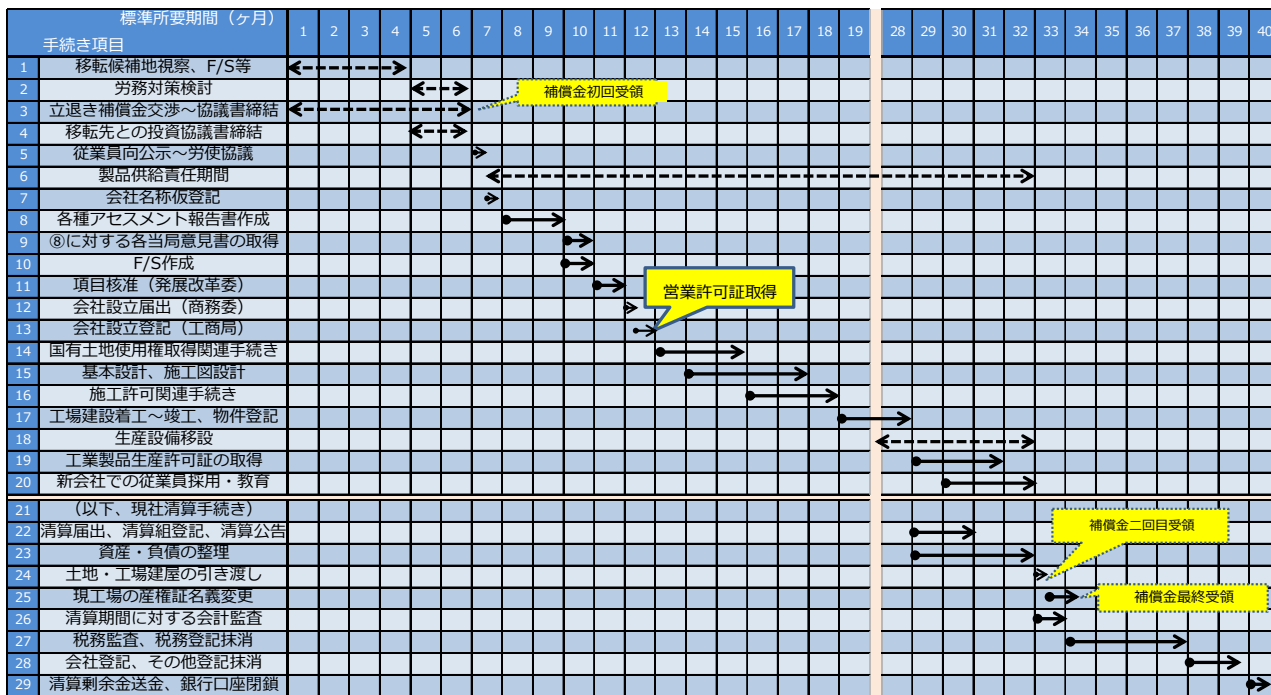 標準所要期間（ヶ月）
手続き項目
1 2 3 4 5 6 7 8 9 10 11 12 13 14 15 16 17 18 19 28 29 30 31 32 33 34 35 36 37 38 39 40
1 移転候補地視察、F/S等
2 労務対策検討
補償金初回受領
3 立退き補償金交渉～協議書締結
4 移転先との投資協議書締結
5 従業員向公示～労使協議
6 製品供給責任期間
7 会社名称仮登記
8 各種アセスメント報告書作成
9 ⑧に対する各当局意見書の取得
10 F/S作成
11 項目核准（発展改革委）
営業許可証取得
12 会社設立届出（商務委）
13 会社設立登記（工商局）
14 国有土地使用権取得関連手続き
15 基本設計、施工図設計
16 施工許可関連手続き
17 工場建設着工～竣工、物件登記
18 生産設備移設
19 工業製品生産許可証の取得
20 新会社での従業員採用・教育
21 （以下、現社清算手続き）
22 清算届出、清算組登記、清算公告
補償金二回目受領
23 資産・負債の整理
24 土地・工場建屋の引き渡し
25 現工場の産権証名義変更
補償金最終受領
26 清算期間に対する会計監査
27 税務監査、税務登記抹消
28 会社登記、その他登記抹消
29 清算剰余金送金、銀行口座閉鎖